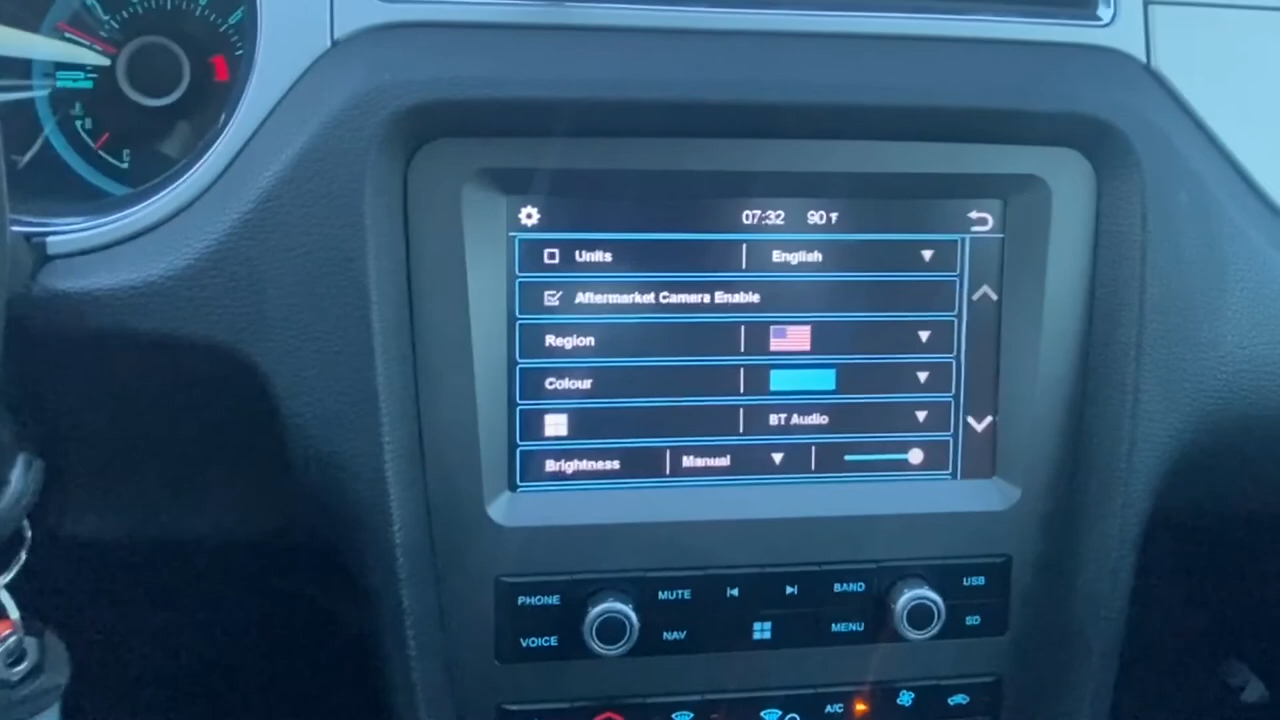 07:32 90 °F
Units English
Aftermarket Camera Enable
Region
Colour
BT Audio
Brightness Manual
PHONE MUTE BAND USB
VOICE NAV MENU SD
A/C
H
C